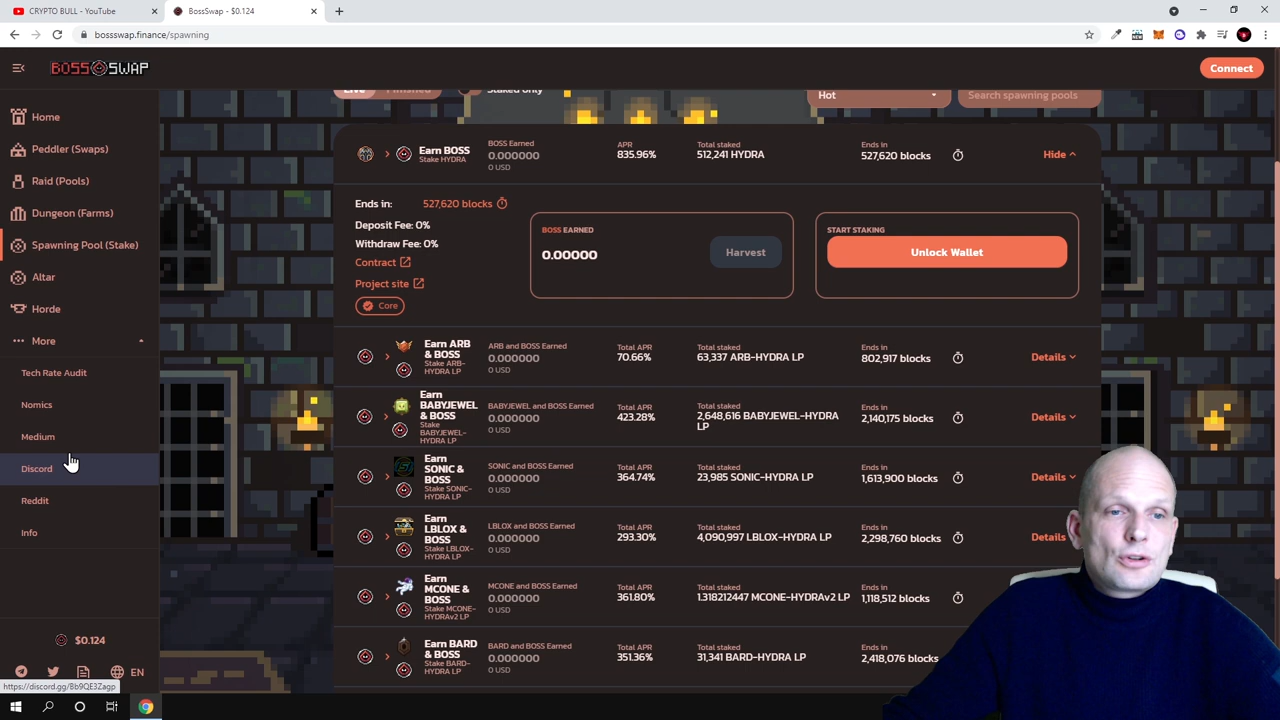 CRYPTO BULL - YouTube
BossSwap - $0.124
bossswap.finance/spawning
BOSS SWAP
Connect
Home
Peddler (Swaps)
Raid (Pools)
Dungeon (Farms)
Spawning Pool (Stake)
Altar
Horde
More
Tech Rate Audit
Nomics
Medium
Discord
Reddit
Info
$0.124
EN
https://discord.gg/8b9QE3Zagp
Live
Finished
Staked only
Hot
Search spawning pools
Earn BOSS
Stake HYDRA
BOSS Earned
0.000000
0 USD
APR
835.96%
Total staked
512,241 HYDRA
Ends in
527,620 blocks
Hide
Ends in:
527,620 blocks
Deposit Fee: 0%
Withdraw Fee: 0%
Contract
Project site
Core
BOSS EARNED
0.00000
Harvest
START STAKING
Unlock Wallet
Earn ARB
& BOSS
Stake ARB-
HYDRA LP
ARB and BOSS Earned
0.000000
0 USD
Total APR
70.66%
Total staked
63,337 ARB-HYDRA LP
Ends in
802,917 blocks
Details
Earn
BABYJEWEL
& BOSS
Stake
BABYJEWEL-
HYDRA LP
BABYJEWEL and BOSS Earned
0.000000
0 USD
Total APR
423.28%
Total staked
2,648,616 BABYJEWEL-HYDRA
LP
Ends in
2,140,175 blocks
Details
Earn
SONIC &
BOSS
Stake SONIC-
HYDRA LP
SONIC and BOSS Earned
0.000000
0 USD
Total APR
364.74%
Total staked
23,985 SONIC-HYDRA LP
Ends in
1,613,900 blocks
Details
Earn
LBLOX &
BOSS
Stake LBLOX-
HYDRA LP
LBLOX and BOSS Earned
0.000000
0 USD
Total APR
293.30%
Total staked
4,090,997 LBLOX-HYDRA LP
Ends in
2,298,760 blocks
Details
Earn
MCONE &
BOSS
Stake MCONE-
HYDRAv2 LP
MCONE and BOSS Earned
0.000000
0 USD
Total APR
361.80%
Total staked
1.318212447 MCONE-HYDRAv2 LP
Ends in
1,118,512 blocks
Earn BARD
& BOSS
Stake BARD-
HYDRA LP
BARD and BOSS Earned
0.000000
0 USD
Total APR
351.36%
Total staked
31,341 BARD-HYDRA LP
Ends in
2,418,076 blocks